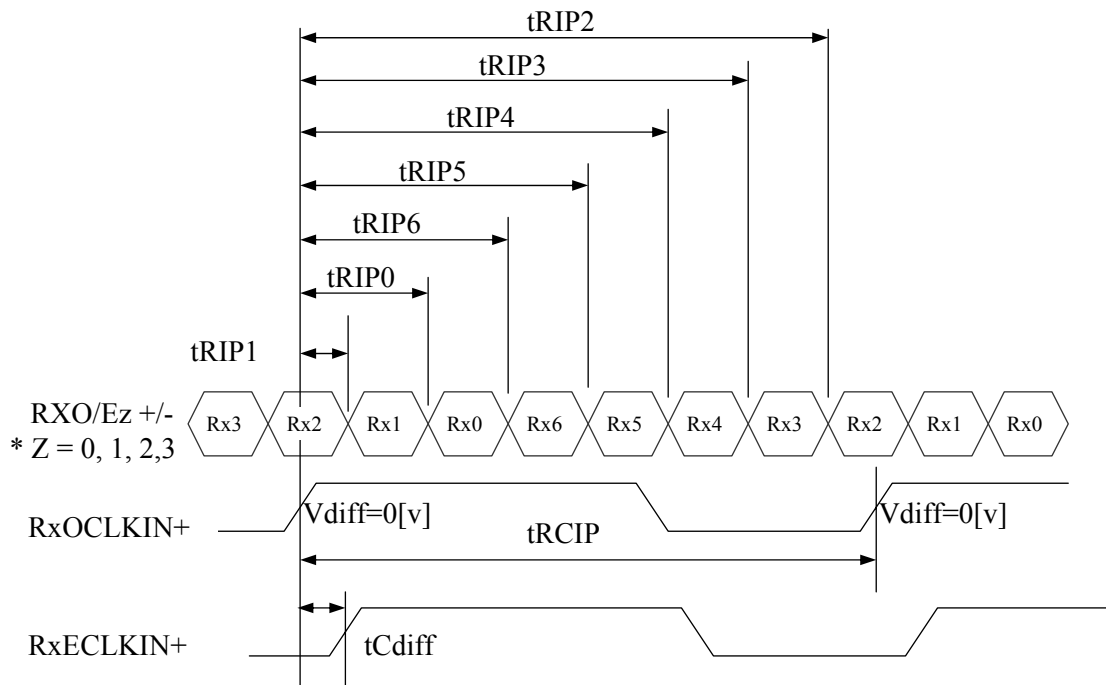 tRIP2
tRIP3
tRIP4
tRIP5
tRIP6
tRIP0
tRIP1
RXO/Ez +/-
* Z = 0, 1, 2,3
Rx3 Rx2 Rx1 Rx0 Rx6 Rx5 Rx4 Rx3 Rx2 Rx1 Rx0
RxOCLKIN+
Vdiff=0[v] Vdiff=0[v]
tRCIP
RxECLKIN+
tCdiff